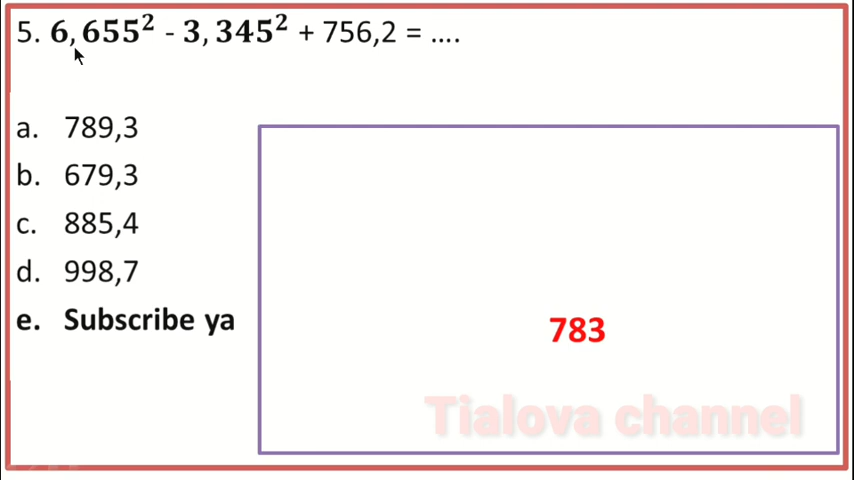 5. 6,655² - 3,345² + 756,2 = ....
a. 789,3
b. 679,3
c. 885,4
d. 998,7
e. Subscribe ya
783
Tialova channel